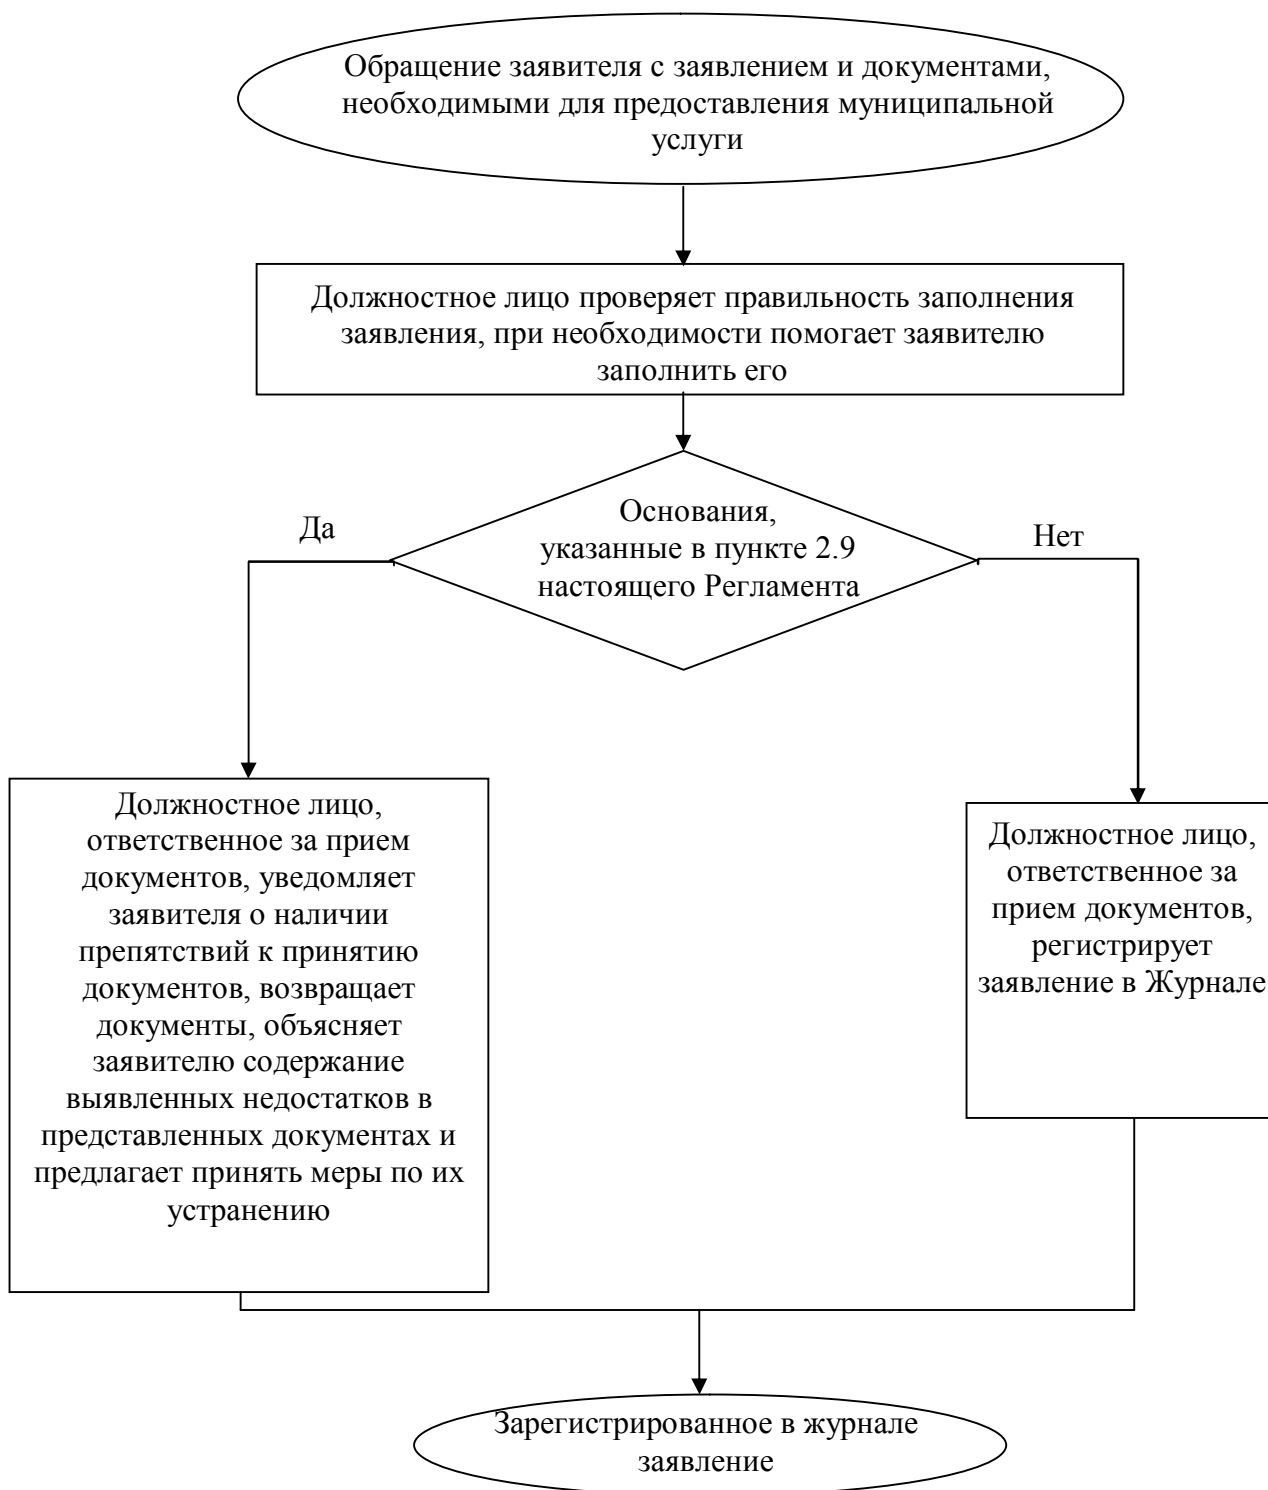 Обращение заявителя с заявлением и документами,
необходимыми для предоставления муниципальной
услуги
Должностное лицо проверяет правильность заполнения
заявления, при необходимости помогает заявителю
заполнить его
Да
Основания,
указанные в пункте 2.9
настоящего Регламента
Нет
Должностное лицо,
ответственное за прием
документов, уведомляет
заявителя о наличии
препятствий к принятию
документов, возвращает
документы, объясняет
заявителю содержание
выявленных недостатков в
представленных документах и
предлагает принять меры по их
устранению
Должностное лицо,
ответственное за
прием документов,
регистрирует
заявление в Журнале
Зарегистрированное в журнале
заявление